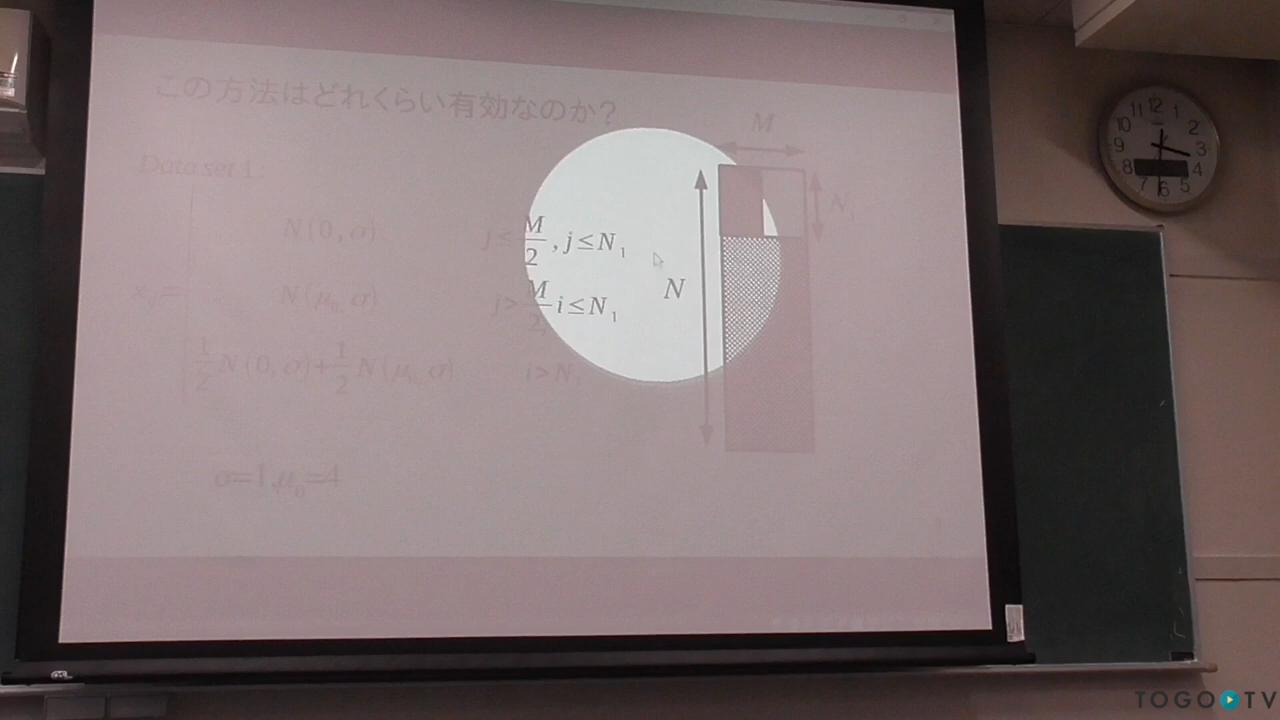 この方法はどれくらい有効なのか?
Data set 1:
M
N(0, σ) j≤M/2, j≤N₁
N₁
xᵢⱼ=
N(μ₀, σ) j>M/2, i≤N₁
N
1/2 N(0, σ)+1/2 N(μ₀, σ) i>N₁
σ=1, μ₀=4
12 1 2 3 4 5 6 7 8 9 10 11
TOGO TV